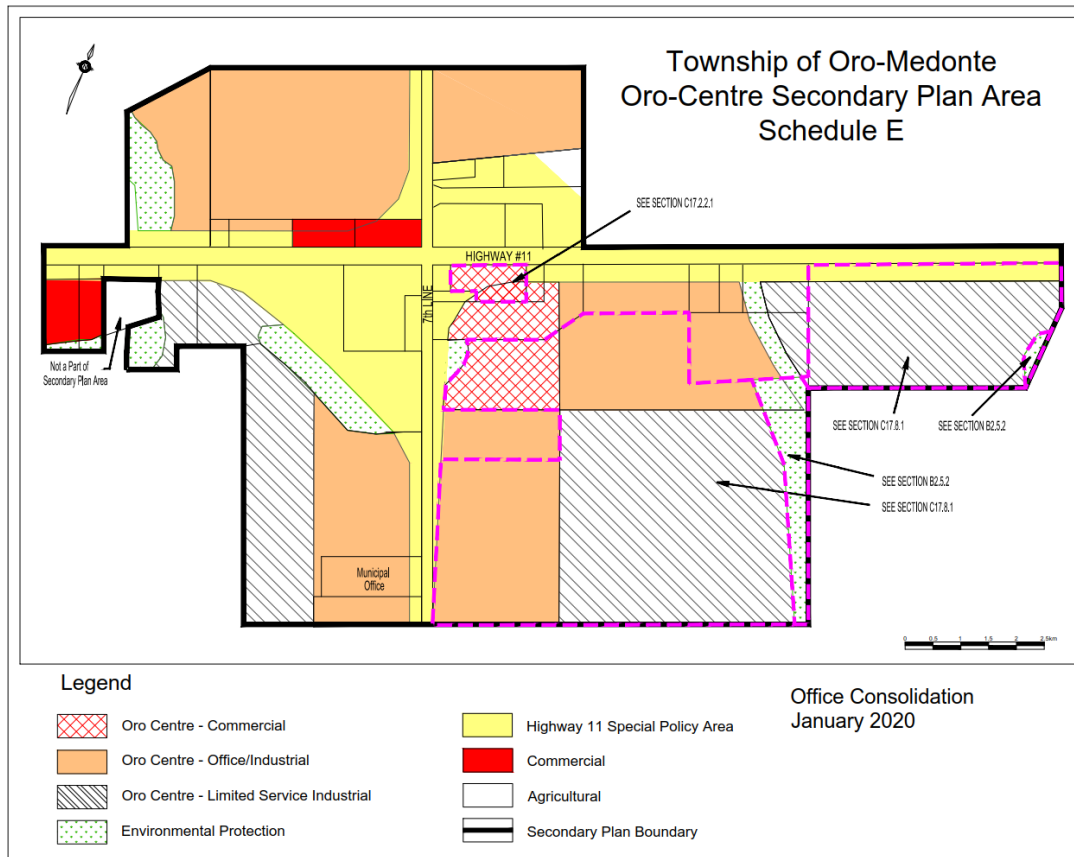 Township of Oro-Medonte
Oro-Centre Secondary Plan Area
Schedule E
SEE SECTION C17.2.2.1
HIGHWAY #11
7th LINE
Not a Part of
Secondary Plan Area
SEE SECTION C17.8.1
SEE SECTION B2.5.2
SEE SECTION B2.5.2
SEE SECTION C17.8.1
Municipal
Office
0 0.5 1 1.5 2 2.5km
Legend
Oro Centre - Commercial
Oro Centre - Office/Industrial
Oro Centre - Limited Service Industrial
Environmental Protection
Highway 11 Special Policy Area
Commercial
Agricultural
Secondary Plan Boundary
Office Consolidation
January 2020